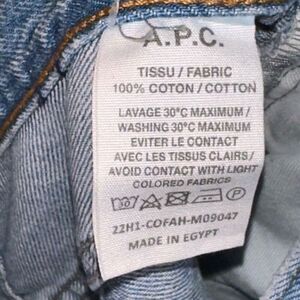 A.P.C.
TISSU / FABRIC
100% COTON / COTTON
LAVAGE 30°C MAXIMUM /
WASHING 30°C MAXIMUM
EVITER LE CONTACT
AVEC LES TISSUS CLAIRS /
AVOID CONTACT WITH LIGHT
COLORED FABRICS
P
22H1-COFAH-M09047
MADE IN EGYPT